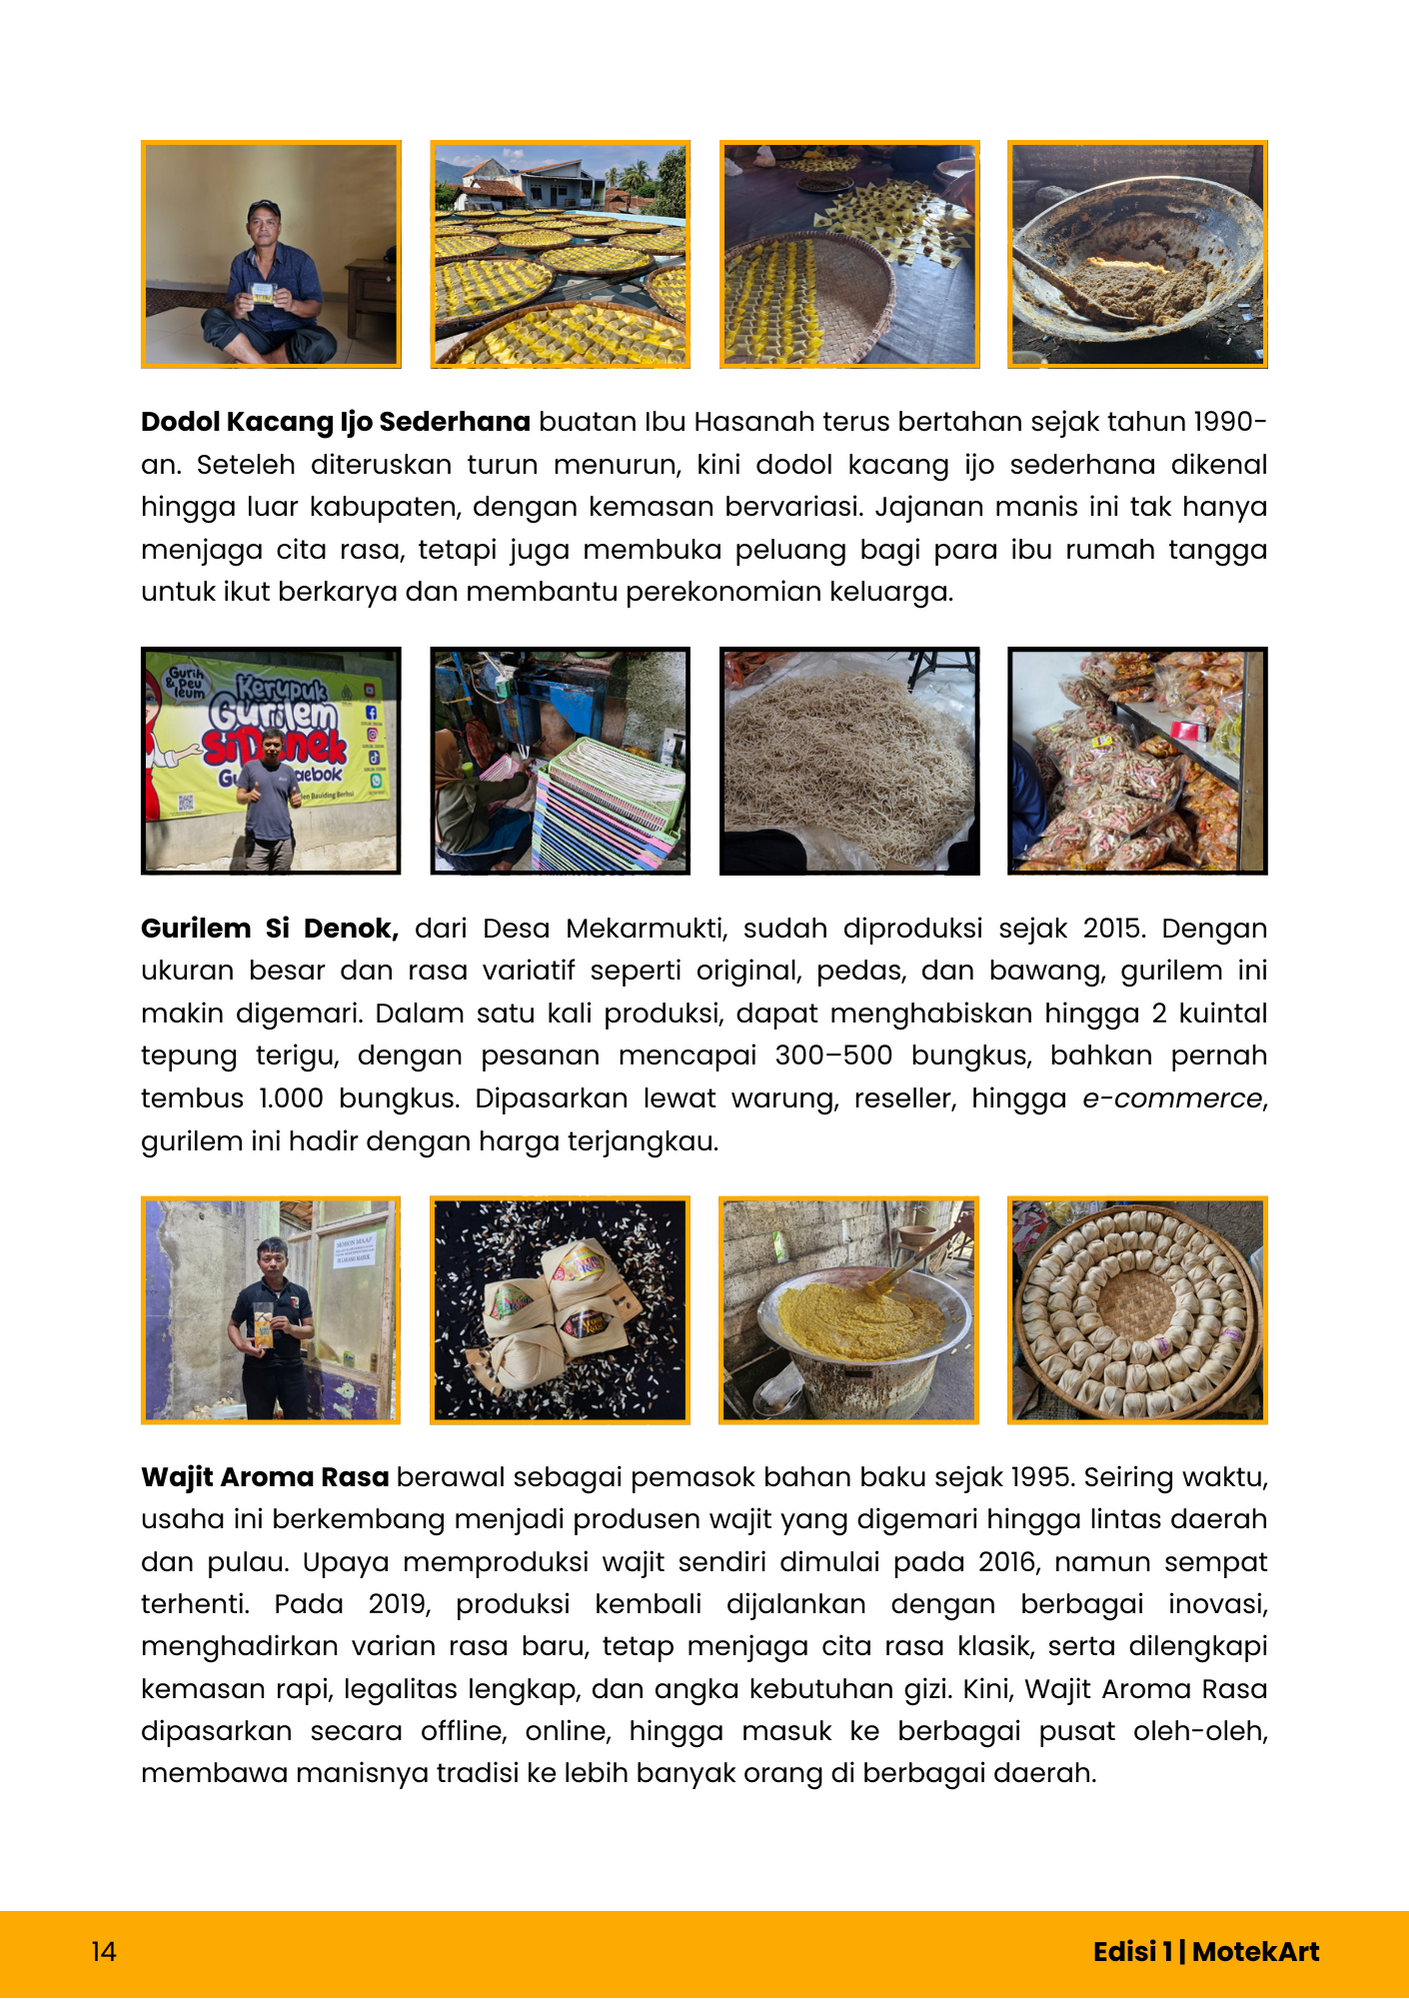 Dodol Kacang Ijo Sederhana buatan Ibu Hasanah terus bertahan sejak tahun 1990-
an. Seteleh diteruskan turun menurun, kini dodol kacang ijo sederhana dikenal
hingga luar kabupaten, dengan kemasan bervariasi. Jajanan manis ini tak hanya
menjaga cita rasa, tetapi juga membuka peluang bagi para ibu rumah tangga
untuk ikut berkarya dan membantu perekonomian keluarga.
Gurih
& Peu
leum
Kerupuk
Gurilem
Gurilem Si Denok, dari Desa Mekarmukti, sudah diproduksi sejak 2015. Dengan
ukuran besar dan rasa variatif seperti original, pedas, dan bawang, gurilem ini
makin digemari. Dalam satu kali produksi, dapat menghabiskan hingga 2 kuintal
tepung terigu, dengan pesanan mencapai 300–500 bungkus, bahkan pernah
tembus 1.000 bungkus. Dipasarkan lewat warung, reseller, hingga e-commerce,
gurilem ini hadir dengan harga terjangkau.
MOHON MAAF
Wajit Aroma Rasa berawal sebagai pemasok bahan baku sejak 1995. Seiring waktu,
usaha ini berkembang menjadi produsen wajit yang digemari hingga lintas daerah
dan pulau. Upaya memproduksi wajit sendiri dimulai pada 2016, namun sempat
terhenti. Pada 2019, produksi kembali dijalankan dengan berbagai inovasi,
menghadirkan varian rasa baru, tetap menjaga cita rasa klasik, serta dilengkapi
kemasan rapi, legalitas lengkap, dan angka kebutuhan gizi. Kini, Wajit Aroma Rasa
dipasarkan secara offline, online, hingga masuk ke berbagai pusat oleh-oleh,
membawa manisnya tradisi ke lebih banyak orang di berbagai daerah.
14
Edisi 1 | MotekArt